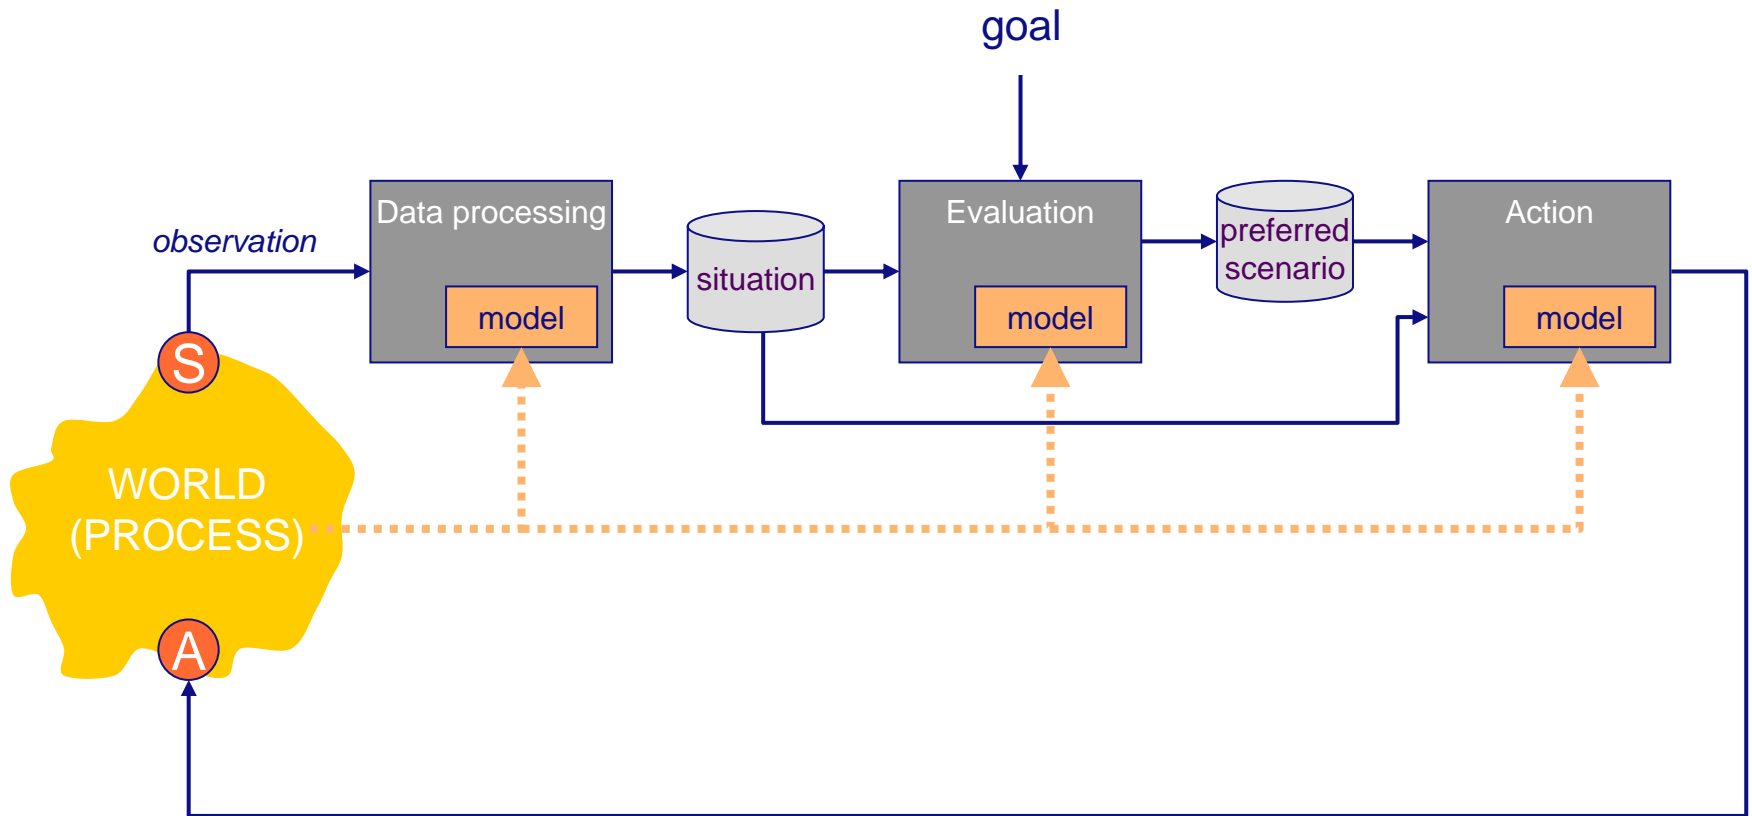 goal
Data processing
Evaluation
Action
observation
preferred
scenario
situation
model
model
model
S
WORLD
(PROCESS)
A